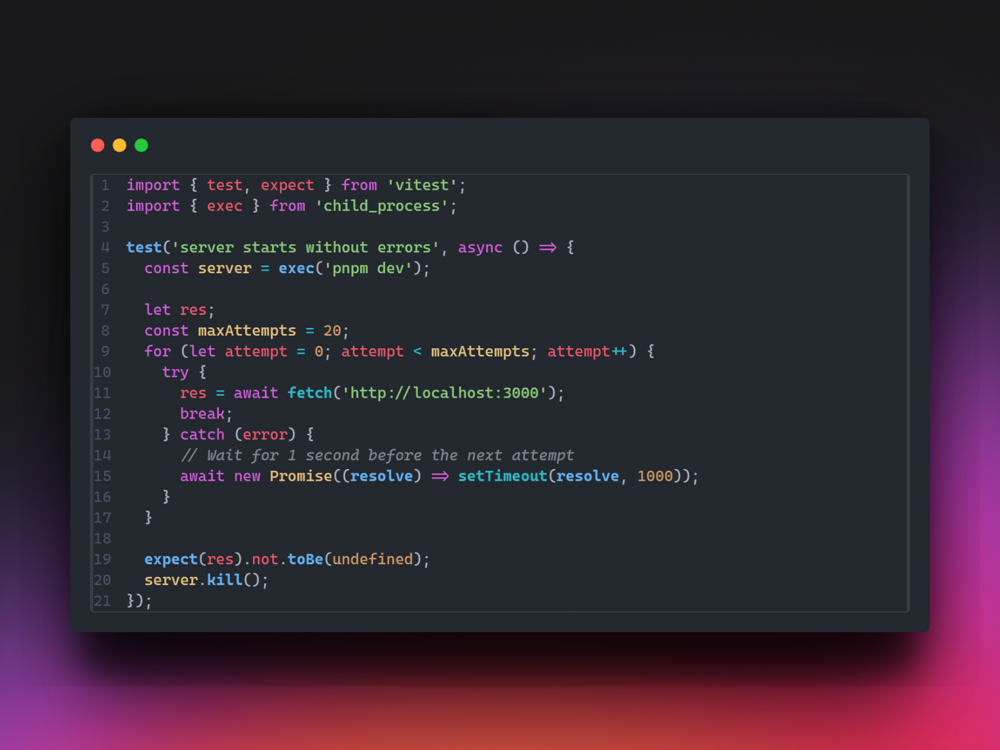 1 import { test, expect } from 'vitest';
2 import { exec } from 'child_process';
3
4 test('server starts without errors', async () => {
5   const server = exec('pnpm dev');
6
7   let res;
8   const maxAttempts = 20;
9   for (let attempt = 0; attempt < maxAttempts; attempt++) {
10     try {
11       res = await fetch('http://localhost:3000');
12       break;
13     } catch (error) {
14       // Wait for 1 second before the next attempt
15       await new Promise((resolve) => setTimeout(resolve, 1000));
16     }
17   }
18
19   expect(res).not.toBe(undefined);
20   server.kill();
21 });